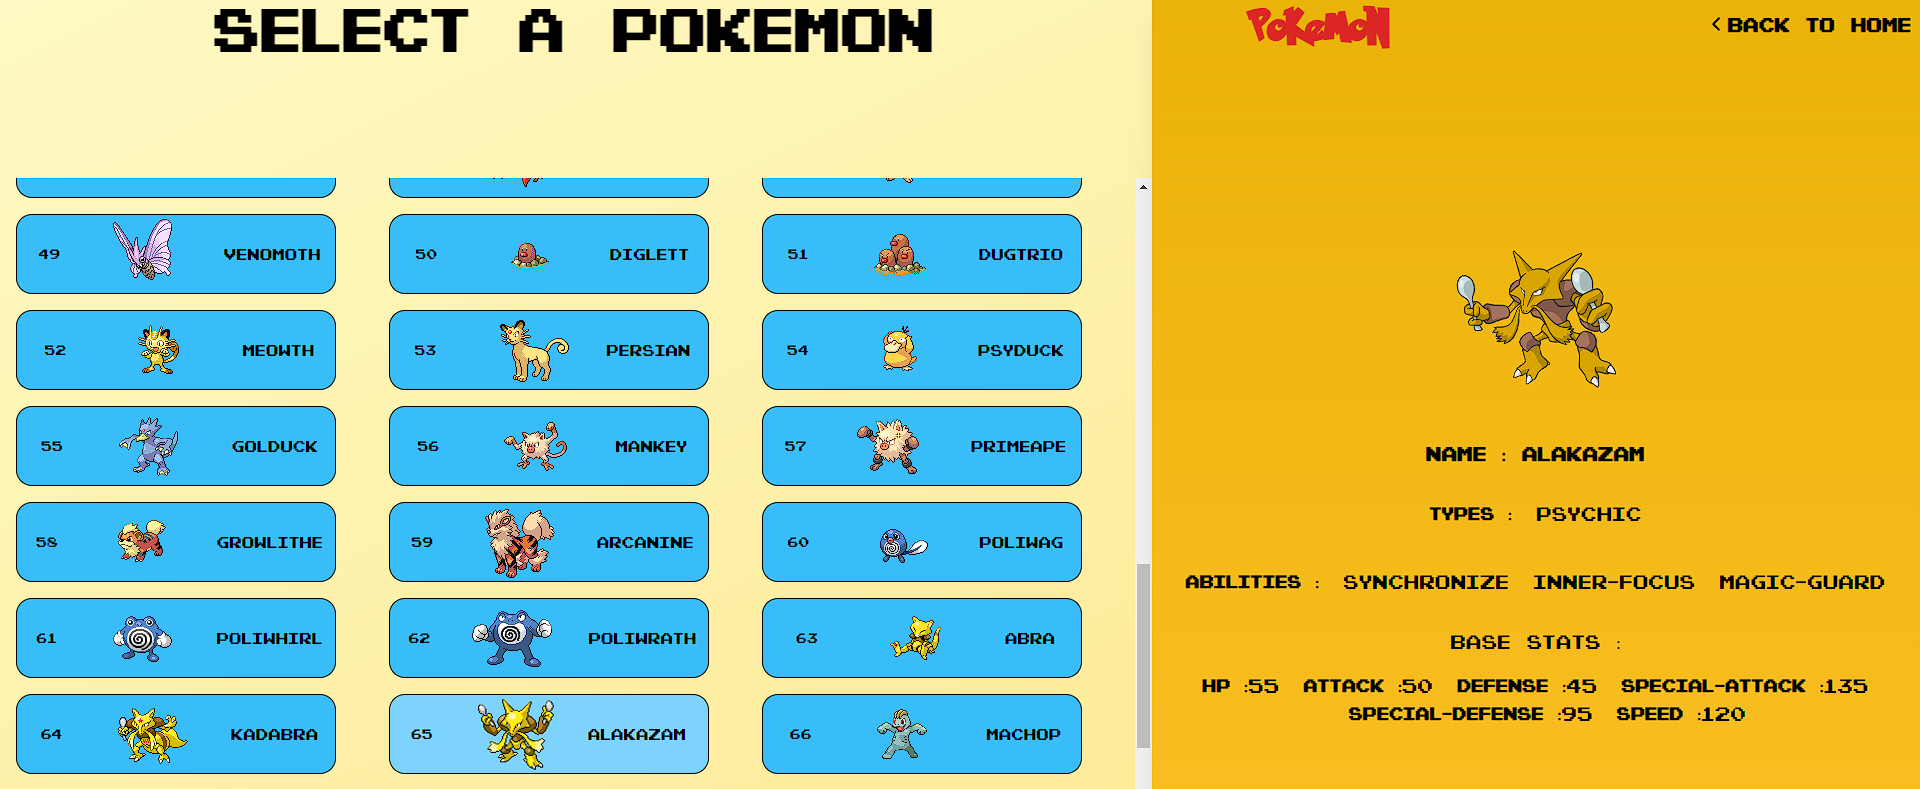 SELECT A POKEMON
49 VENOMOTH
50 DIGLETT
51 DUGTRIO
52 MEOWTH
53 PERSIAN
54 PSYDUCK
55 GOLDUCK
56 MANKEY
57 PRIMEAPE
58 GROWLITHE
59 ARCANINE
60 POLIWAG
61 POLIWHIRL
62 POLIWRATH
63 ABRA
64 KADABRA
65 ALAKAZAM
66 MACHOP
POKeMON
<BACK TO HOME
NAME : ALAKAZAM
TYPES : PSYCHIC
ABILITIES : SYNCHRONIZE INNER-FOCUS MAGIC-GUARD
BASE STATS :
HP :55 ATTACK :50 DEFENSE :45 SPECIAL-ATTACK :135
SPECIAL-DEFENSE :95 SPEED :120